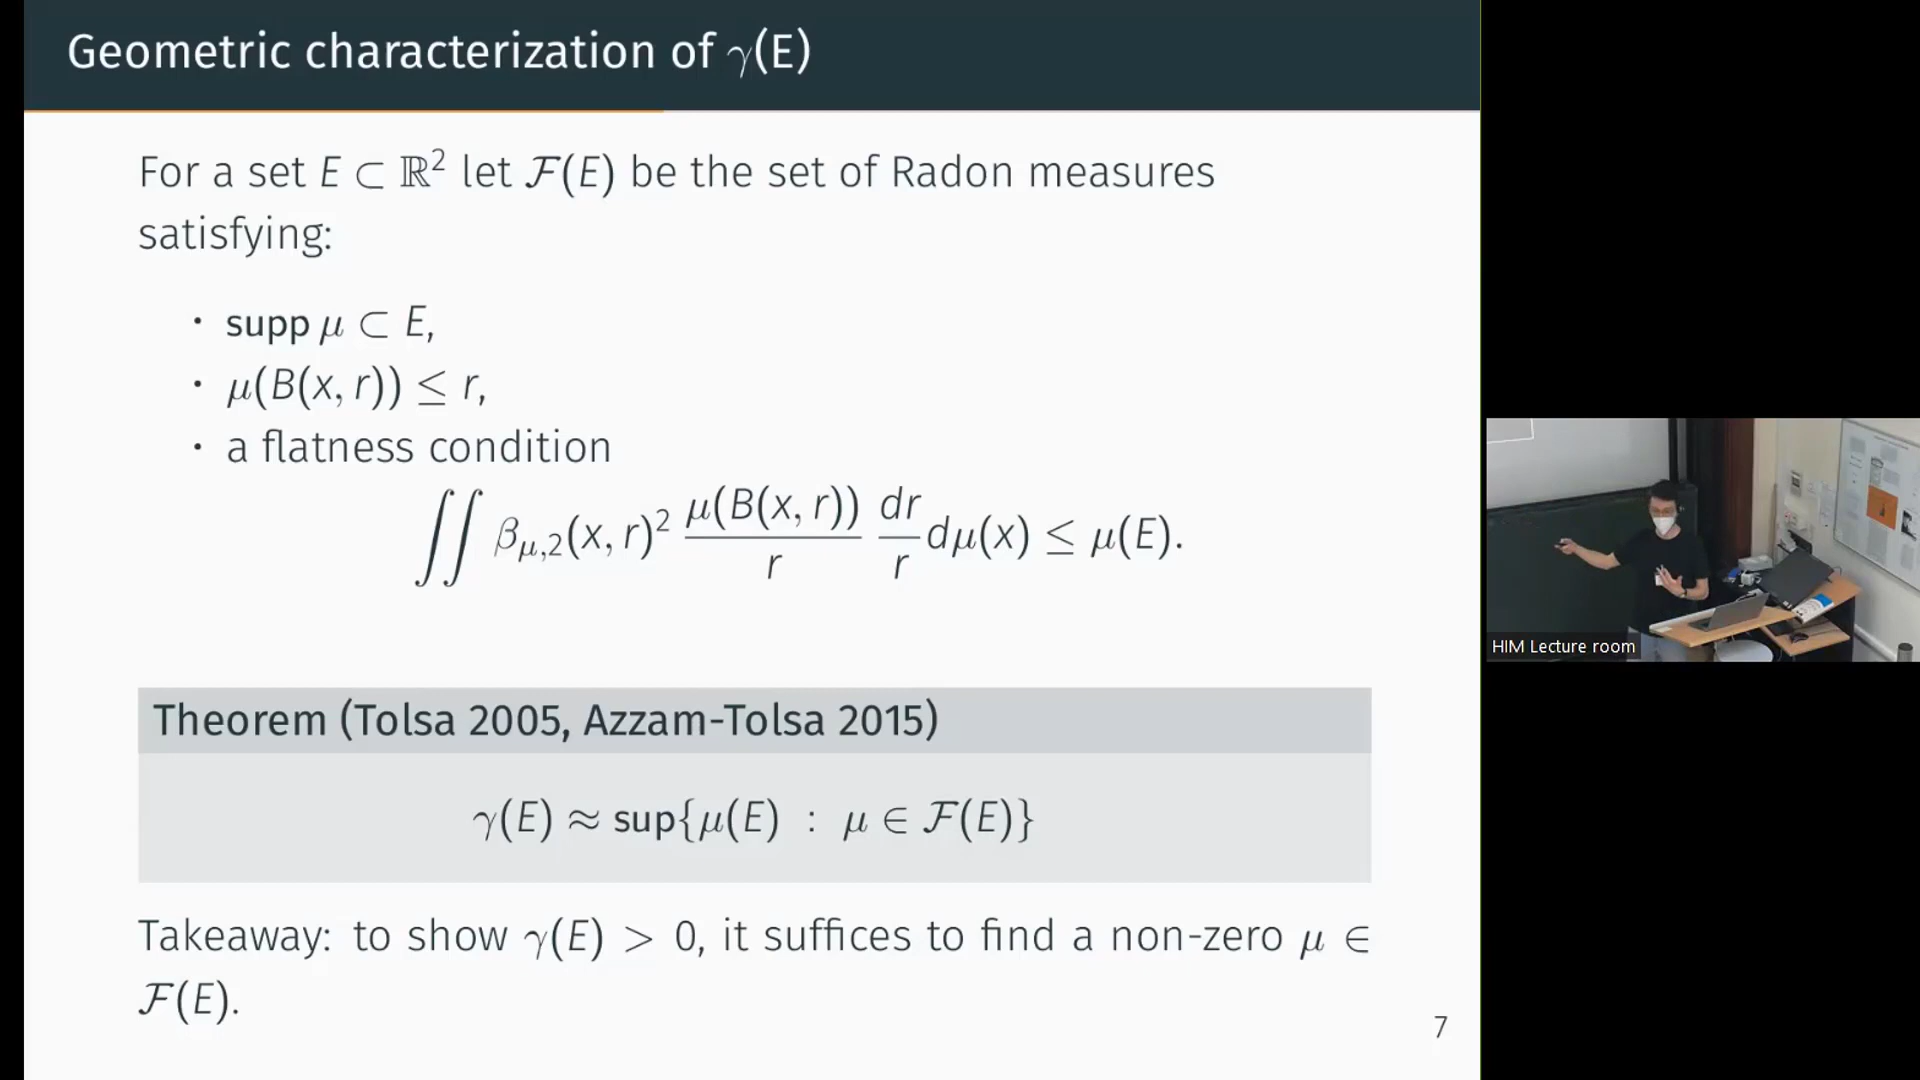 Geometric characterization of γ(E)
For a set E ⊂ ℝ² let 𝓕(E) be the set of Radon measures
satisfying:
· supp μ ⊂ E,
· μ(B(x, r)) ≤ r,
· a flatness condition
∬ β_{μ,2}(x, r)² \frac{μ(B(x, r))}{r} \frac{dr}{r} dμ(x) ≤ μ(E).
Theorem (Tolsa 2005, Azzam-Tolsa 2015)
γ(E) ≈ sup{μ(E) : μ ∈ 𝓕(E)}
Takeaway: to show γ(E) > 0, it suffices to find a non-zero μ ∈
𝓕(E).
7
HIM Lecture room